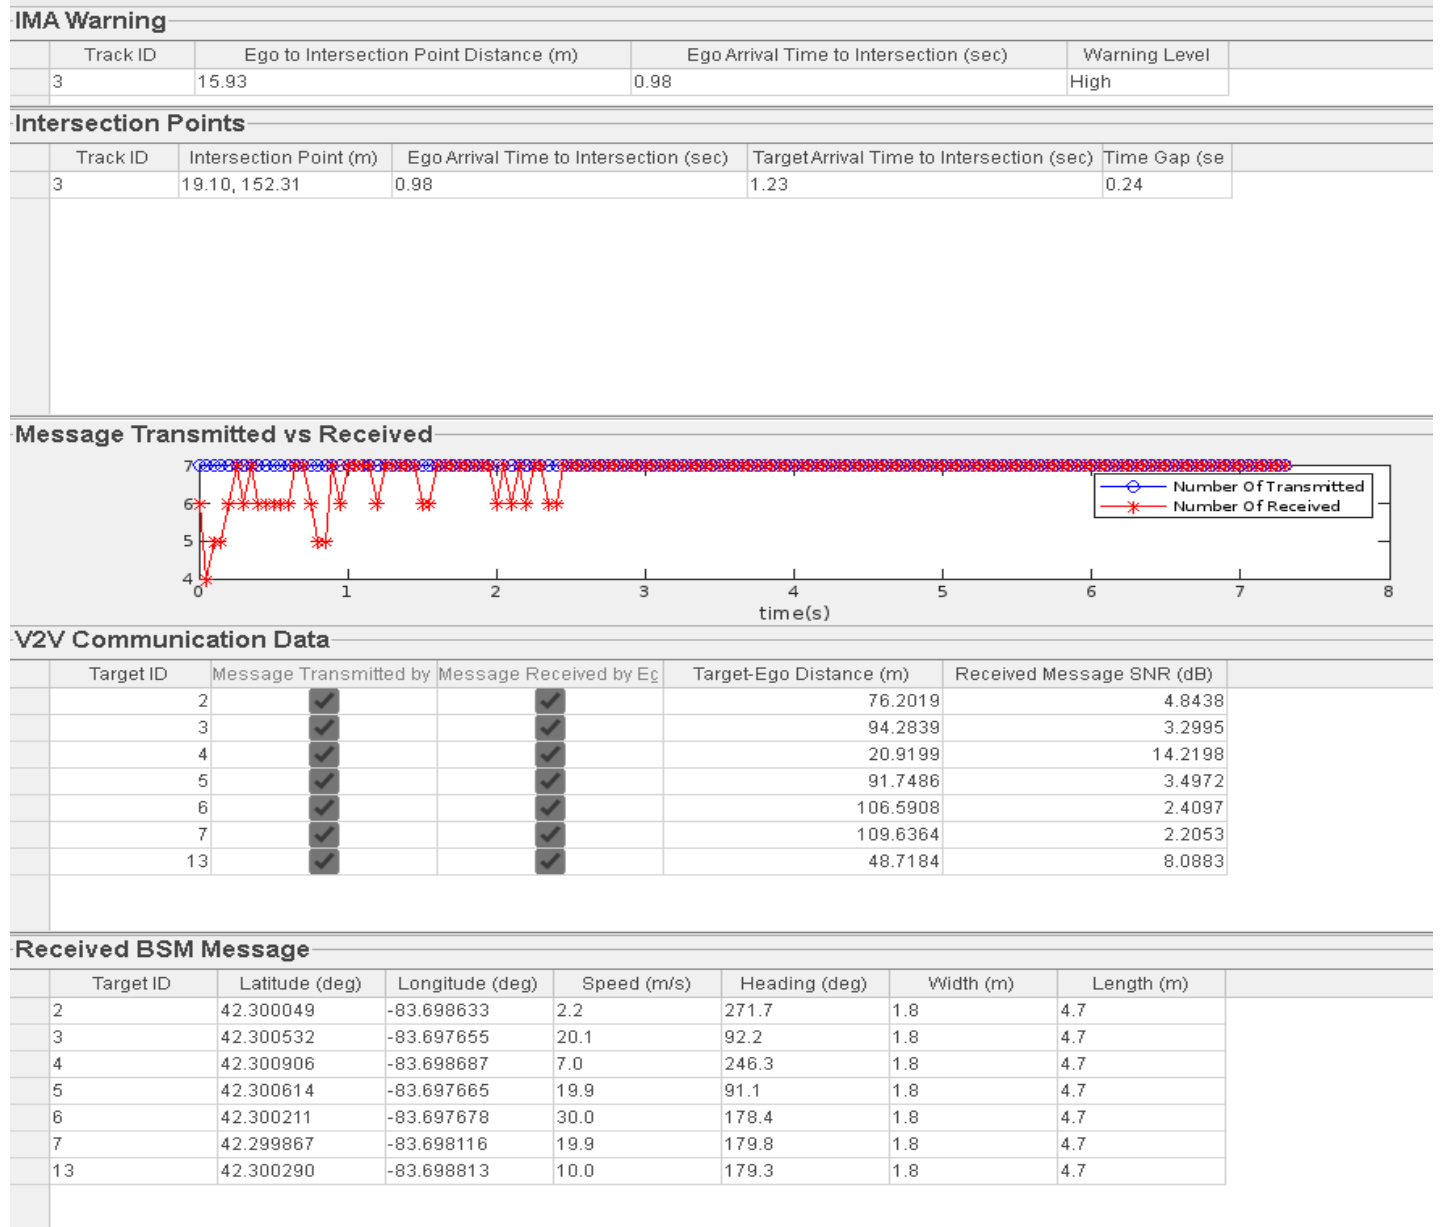 IMA Warning
Track ID Ego to Intersection Point Distance (m) Ego Arrival Time to Intersection (sec) Warning Level
3 15.93 0.98 High
Intersection Points
Track ID Intersection Point (m) Ego Arrival Time to Intersection (sec) Target Arrival Time to Intersection (sec) Time Gap (se
3 19.10, 152.31 0.98 1.23 0.24
Message Transmitted vs Received
7
6
5
4
0 1 2 3 4 5 6 7 8
time(s)
Number Of Transmitted
Number Of Received
V2V Communication Data
Target ID Message Transmitted by Message Received by Eg Target-Ego Distance (m) Received Message SNR (dB)
2 76.2019 4.8438
3 94.2839 3.2995
4 20.9199 14.2198
5 91.7486 3.4972
6 106.5908 2.4097
7 109.6364 2.2053
13 48.7184 8.0883
Received BSM Message
Target ID Latitude (deg) Longitude (deg) Speed (m/s) Heading (deg) Width (m) Length (m)
2 42.300049 -83.698633 2.2 271.7 1.8 4.7
3 42.300532 -83.697655 20.1 92.2 1.8 4.7
4 42.300906 -83.698687 7.0 246.3 1.8 4.7
5 42.300614 -83.697665 19.9 91.1 1.8 4.7
6 42.300211 -83.697678 30.0 178.4 1.8 4.7
7 42.299867 -83.698116 19.9 179.8 1.8 4.7
13 42.300290 -83.698813 10.0 179.3 1.8 4.7